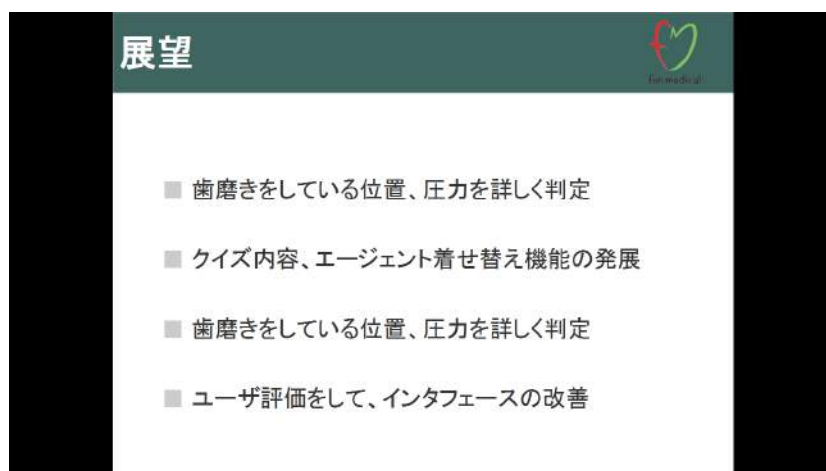 展望
fun medical
歯磨きをしている位置、圧力を詳しく判定
クイズ内容、エージェント着せ替え機能の発展
歯磨きをしている位置、圧力を詳しく判定
ユーザ評価をして、インタフェースの改善